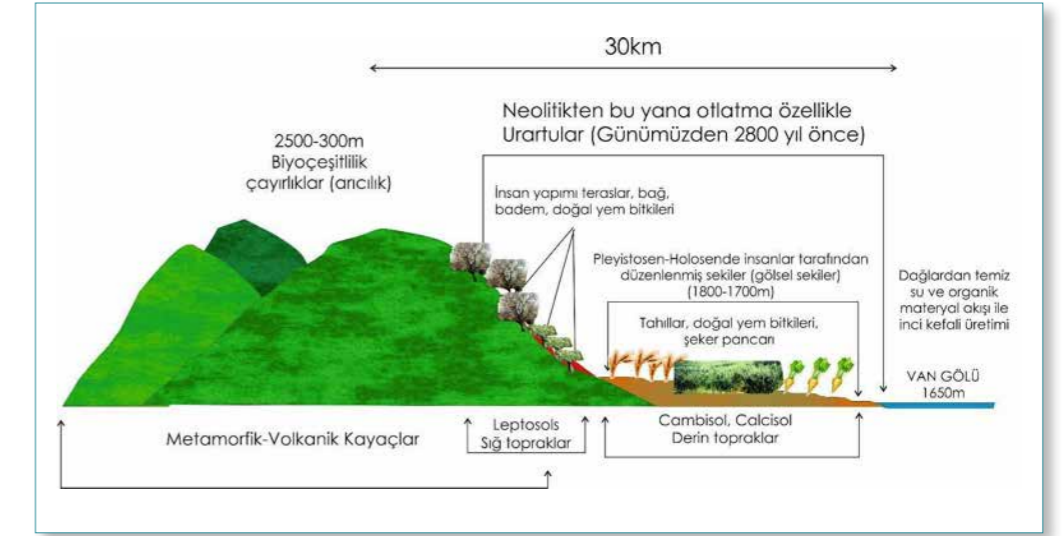 30km
Neolitikten bu yana otlatma özellikle
Urartular (Günümüzden 2800 yıl önce)
2500-300m
Biyoçeşitlilik
çayırlıklar (arıcılık)
İnsan yapımı teraslar, bağ,
badem, doğal yem bitkileri
Pleyistosen-Holosende insanlar tarafından
düzenlenmiş sekiler (gölsel sekiler)
(1800-1700m)
Dağlardan temiz
su ve organik
materyal akışı ile
inci kefali üretimi
Tahıllar, doğal yem bitkileri,
şeker pancarı
VAN GÖLÜ
1650m
Metamorfik-Volkanik Kayaçlar
Leptosols
Sığ topraklar
Cambisol, Calcisol
Derin topraklar